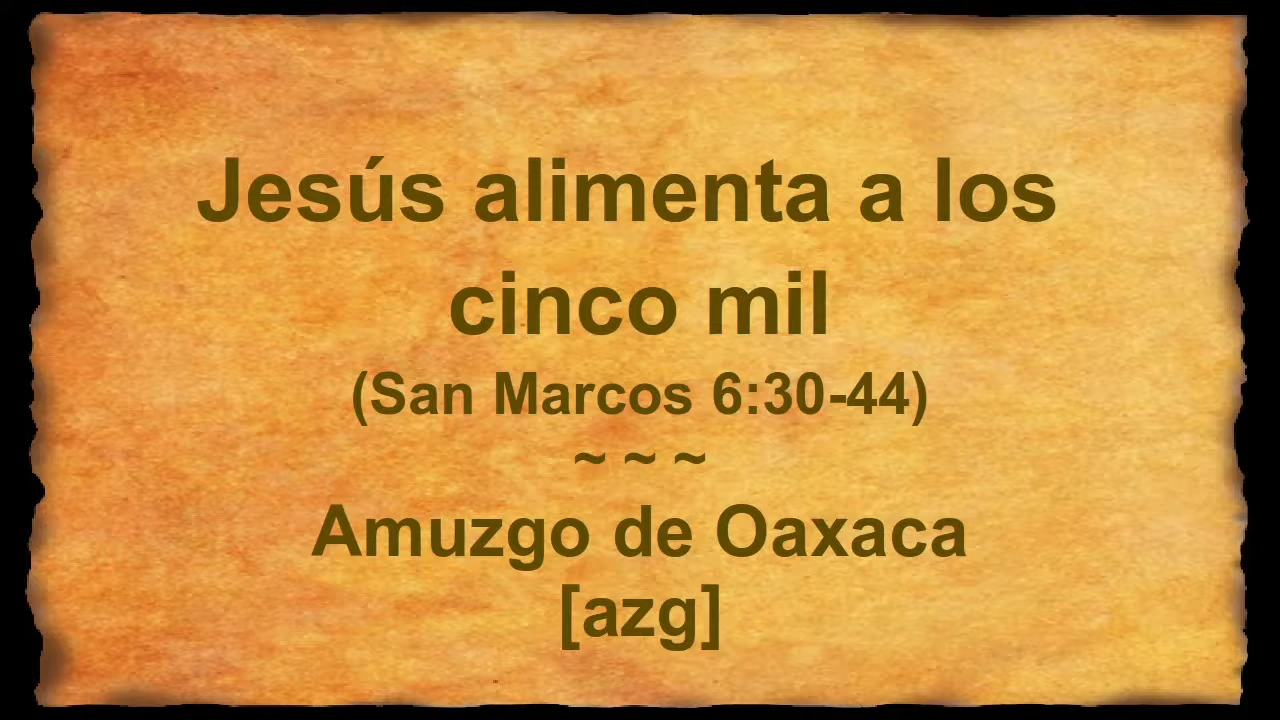 Jesús alimenta a los
cinco mil
(San Marcos 6:30-44)
~ ~ ~
Amuzgo de Oaxaca
[azg]